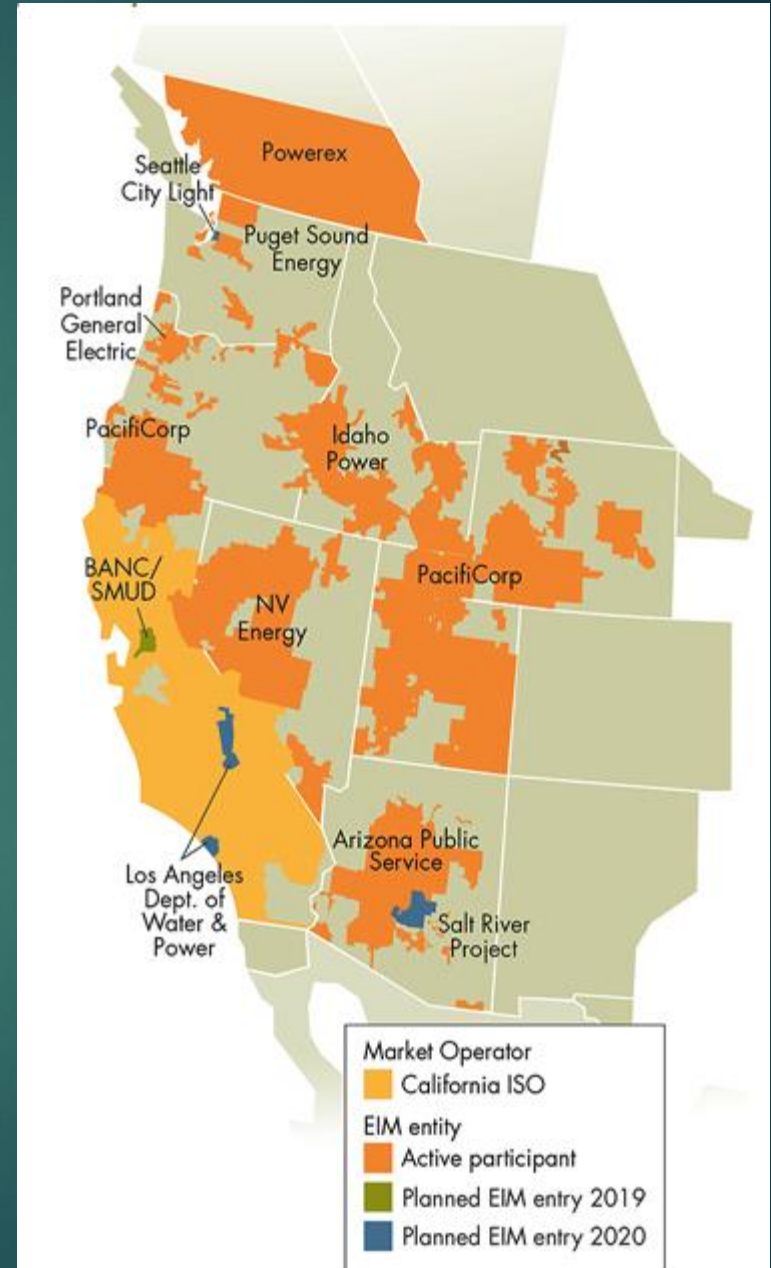 Powerex
Seattle
City Light
Puget Sound
Energy
Portland
General
Electric
PacifiCorp
Idaho
Power
BANC/
SMUD
NV
Energy
PacifiCorp
Arizona Public
Service
Los Angeles
Dept. of
Water &
Power
Salt River
Project
Market Operator
California ISO
EIM entity
Active participant
Planned EIM entry 2019
Planned EIM entry 2020